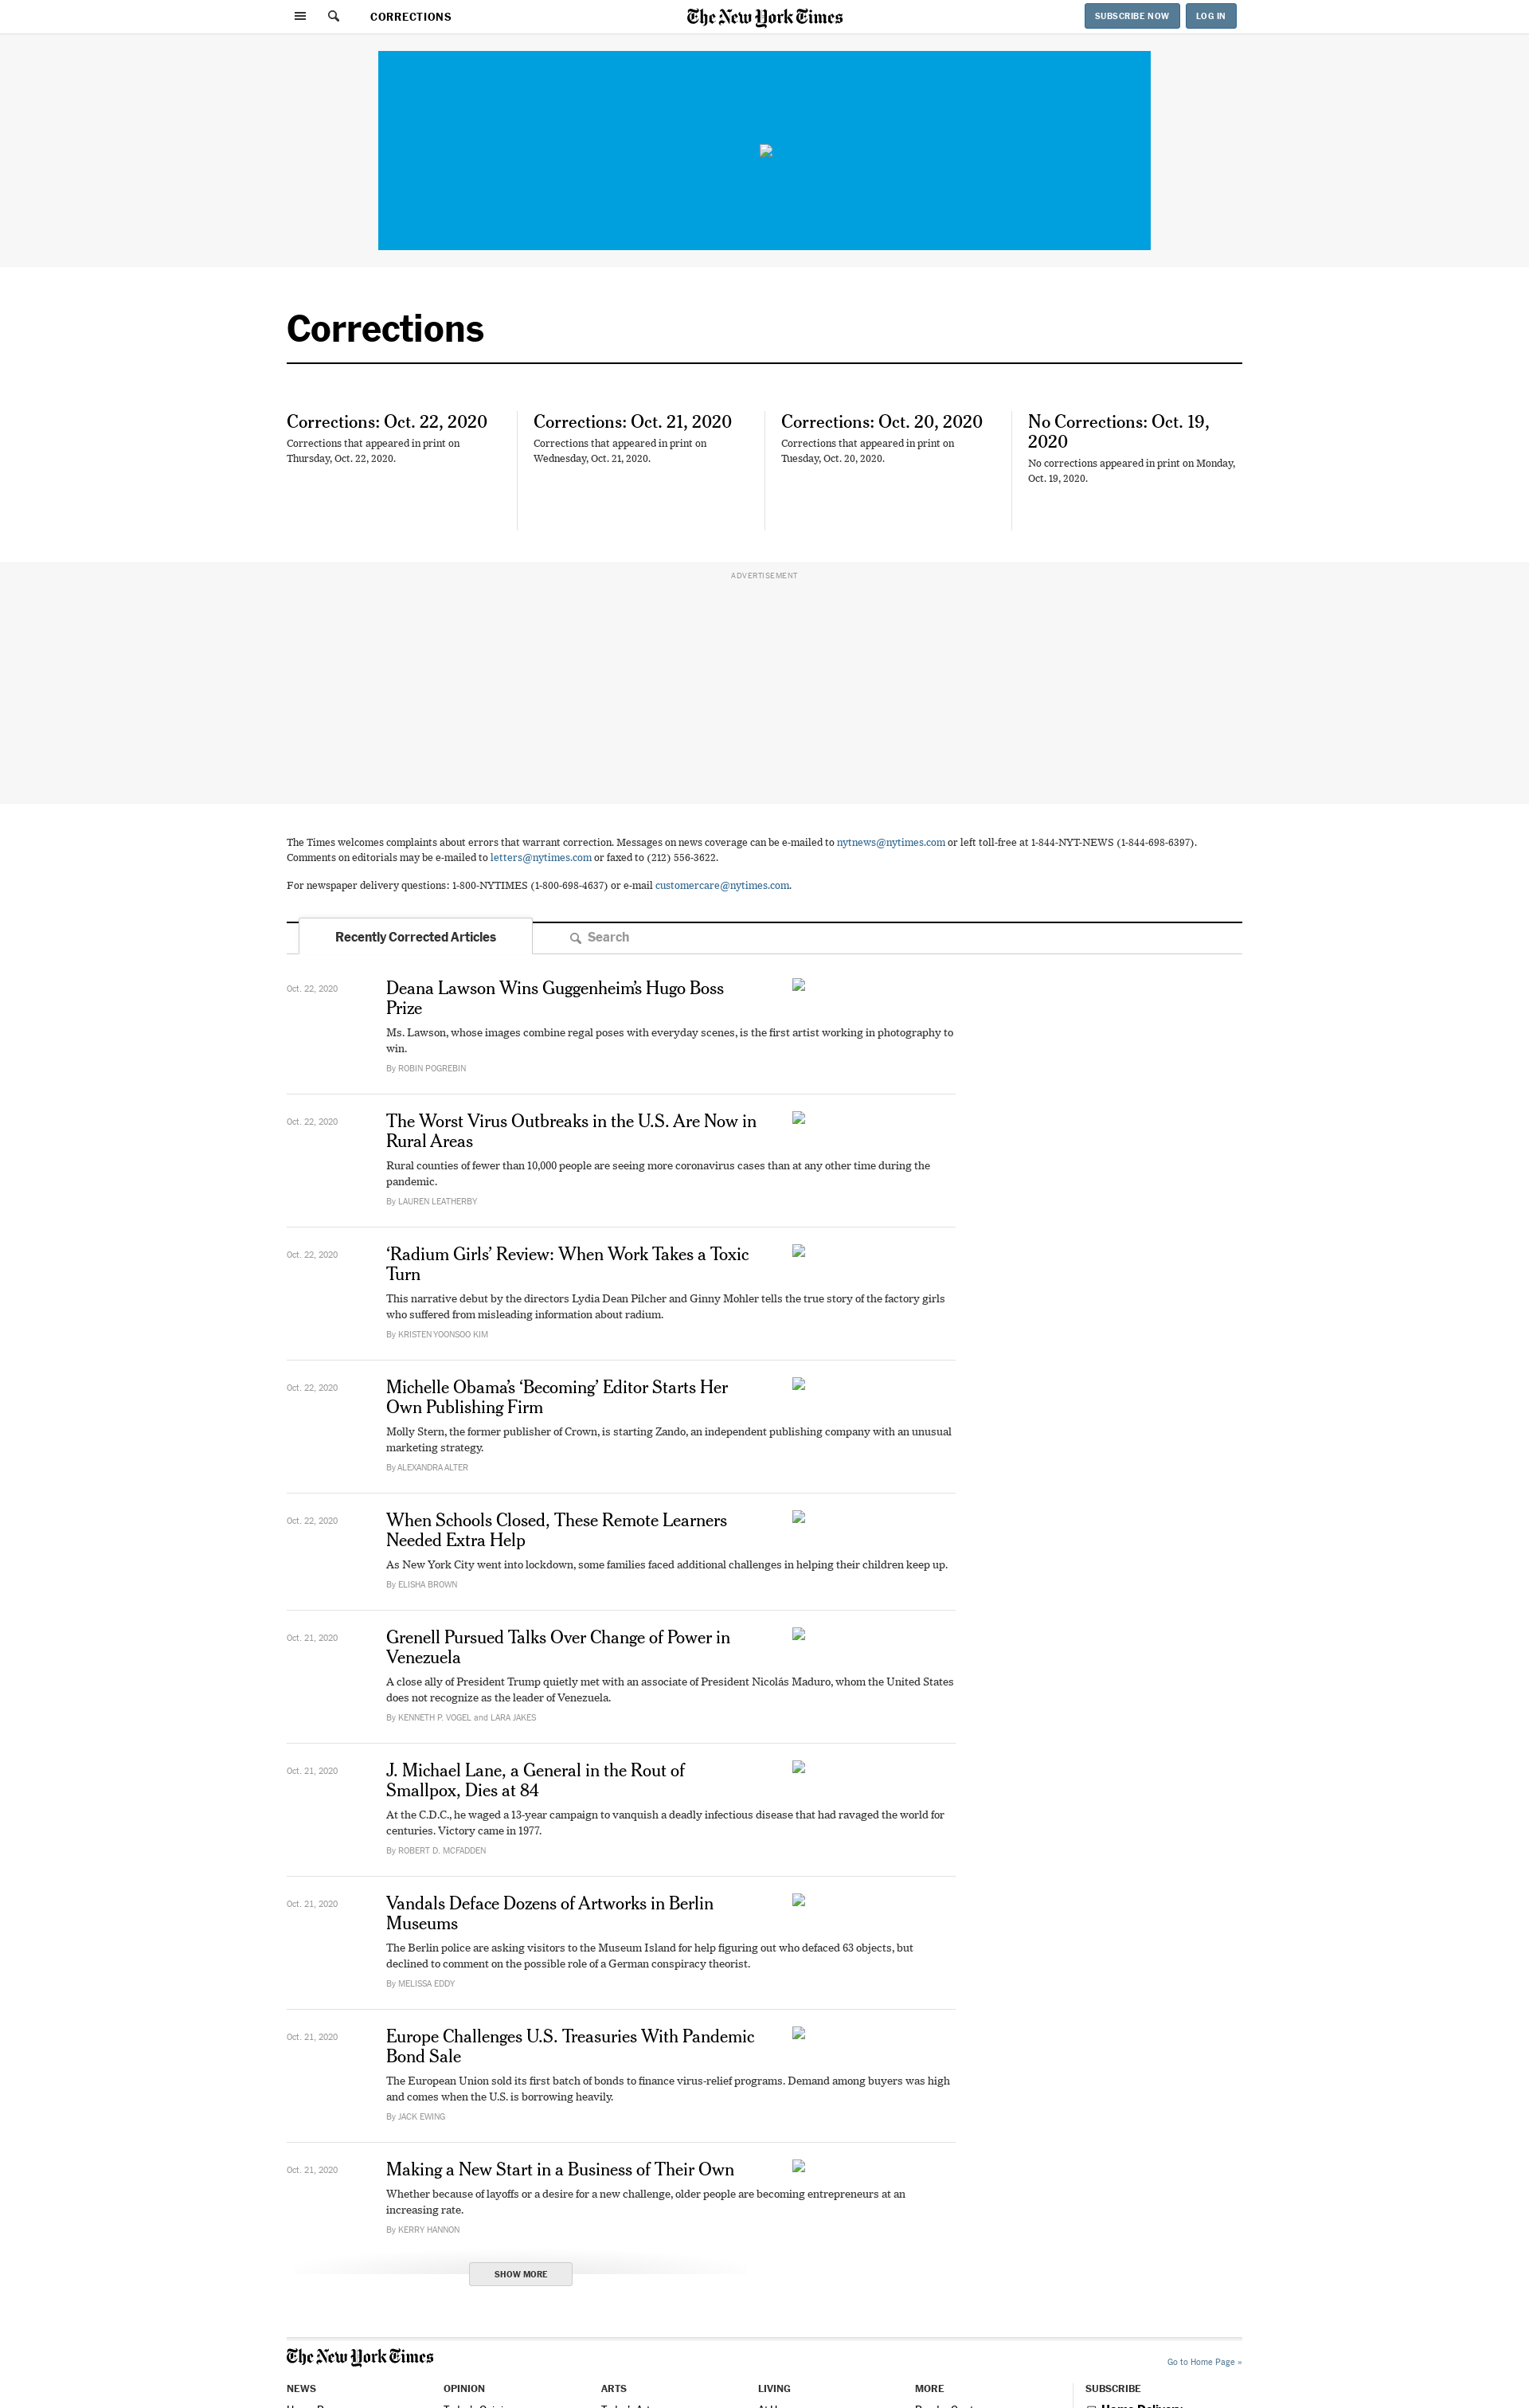 CORRECTIONS
The New York Times
SUBSCRIBE NOW
LOG IN
Corrections
Corrections: Oct. 22, 2020
Corrections that appeared in print on
Thursday, Oct. 22, 2020.
Corrections: Oct. 21, 2020
Corrections that appeared in print on
Wednesday, Oct. 21, 2020.
Corrections: Oct. 20, 2020
Corrections that appeared in print on
Tuesday, Oct. 20, 2020.
No Corrections: Oct. 19,
2020
No corrections appeared in print on Monday,
Oct. 19, 2020.
ADVERTISEMENT
The Times welcomes complaints about errors that warrant correction. Messages on news coverage can be e-mailed to nytnews@nytimes.com or left toll-free at 1-844-NYT-NEWS (1-844-698-6397).
Comments on editorials may be e-mailed to letters@nytimes.com or faxed to (212) 556-3622.
For newspaper delivery questions: 1-800-NYTIMES (1-800-698-4637) or e-mail customercare@nytimes.com.
Recently Corrected Articles
Search
Oct. 22, 2020
Deana Lawson Wins Guggenheim’s Hugo Boss
Prize
Ms. Lawson, whose images combine regal poses with everyday scenes, is the first artist working in photography to
win.
By ROBIN POGREBIN
Oct. 22, 2020
The Worst Virus Outbreaks in the U.S. Are Now in
Rural Areas
Rural counties of fewer than 10,000 people are seeing more coronavirus cases than at any other time during the
pandemic.
By LAUREN LEATHERBY
Oct. 22, 2020
‘Radium Girls’ Review: When Work Takes a Toxic
Turn
This narrative debut by the directors Lydia Dean Pilcher and Ginny Mohler tells the true story of the factory girls
who suffered from misleading information about radium.
By KRISTEN YOONSOO KIM
Oct. 22, 2020
Michelle Obama’s ‘Becoming’ Editor Starts Her
Own Publishing Firm
Molly Stern, the former publisher of Crown, is starting Zando, an independent publishing company with an unusual
marketing strategy.
By ALEXANDRA ALTER
Oct. 22, 2020
When Schools Closed, These Remote Learners
Needed Extra Help
As New York City went into lockdown, some families faced additional challenges in helping their children keep up.
By ELISHA BROWN
Oct. 21, 2020
Grenell Pursued Talks Over Change of Power in
Venezuela
A close ally of President Trump quietly met with an associate of President Nicolás Maduro, whom the United States
does not recognize as the leader of Venezuela.
By KENNETH P. VOGEL and LARA JAKES
Oct. 21, 2020
J. Michael Lane, a General in the Rout of
Smallpox, Dies at 84
At the C.D.C., he waged a 13-year campaign to vanquish a deadly infectious disease that had ravaged the world for
centuries. Victory came in 1977.
By ROBERT D. MCFADDEN
Oct. 21, 2020
Vandals Deface Dozens of Artworks in Berlin
Museums
The Berlin police are asking visitors to the Museum Island for help figuring out who defaced 63 objects, but
declined to comment on the possible role of a German conspiracy theorist.
By MELISSA EDDY
Oct. 21, 2020
Europe Challenges U.S. Treasuries With Pandemic
Bond Sale
The European Union sold its first batch of bonds to finance virus-relief programs. Demand among buyers was high
and comes when the U.S. is borrowing heavily.
By JACK EWING
Oct. 21, 2020
Making a New Start in a Business of Their Own
Whether because of layoffs or a desire for a new challenge, older people are becoming entrepreneurs at an
increasing rate.
By KERRY HANNON
SHOW MORE
The New York Times
Go to Home Page »
NEWS
OPINION
ARTS
LIVING
MORE
SUBSCRIBE